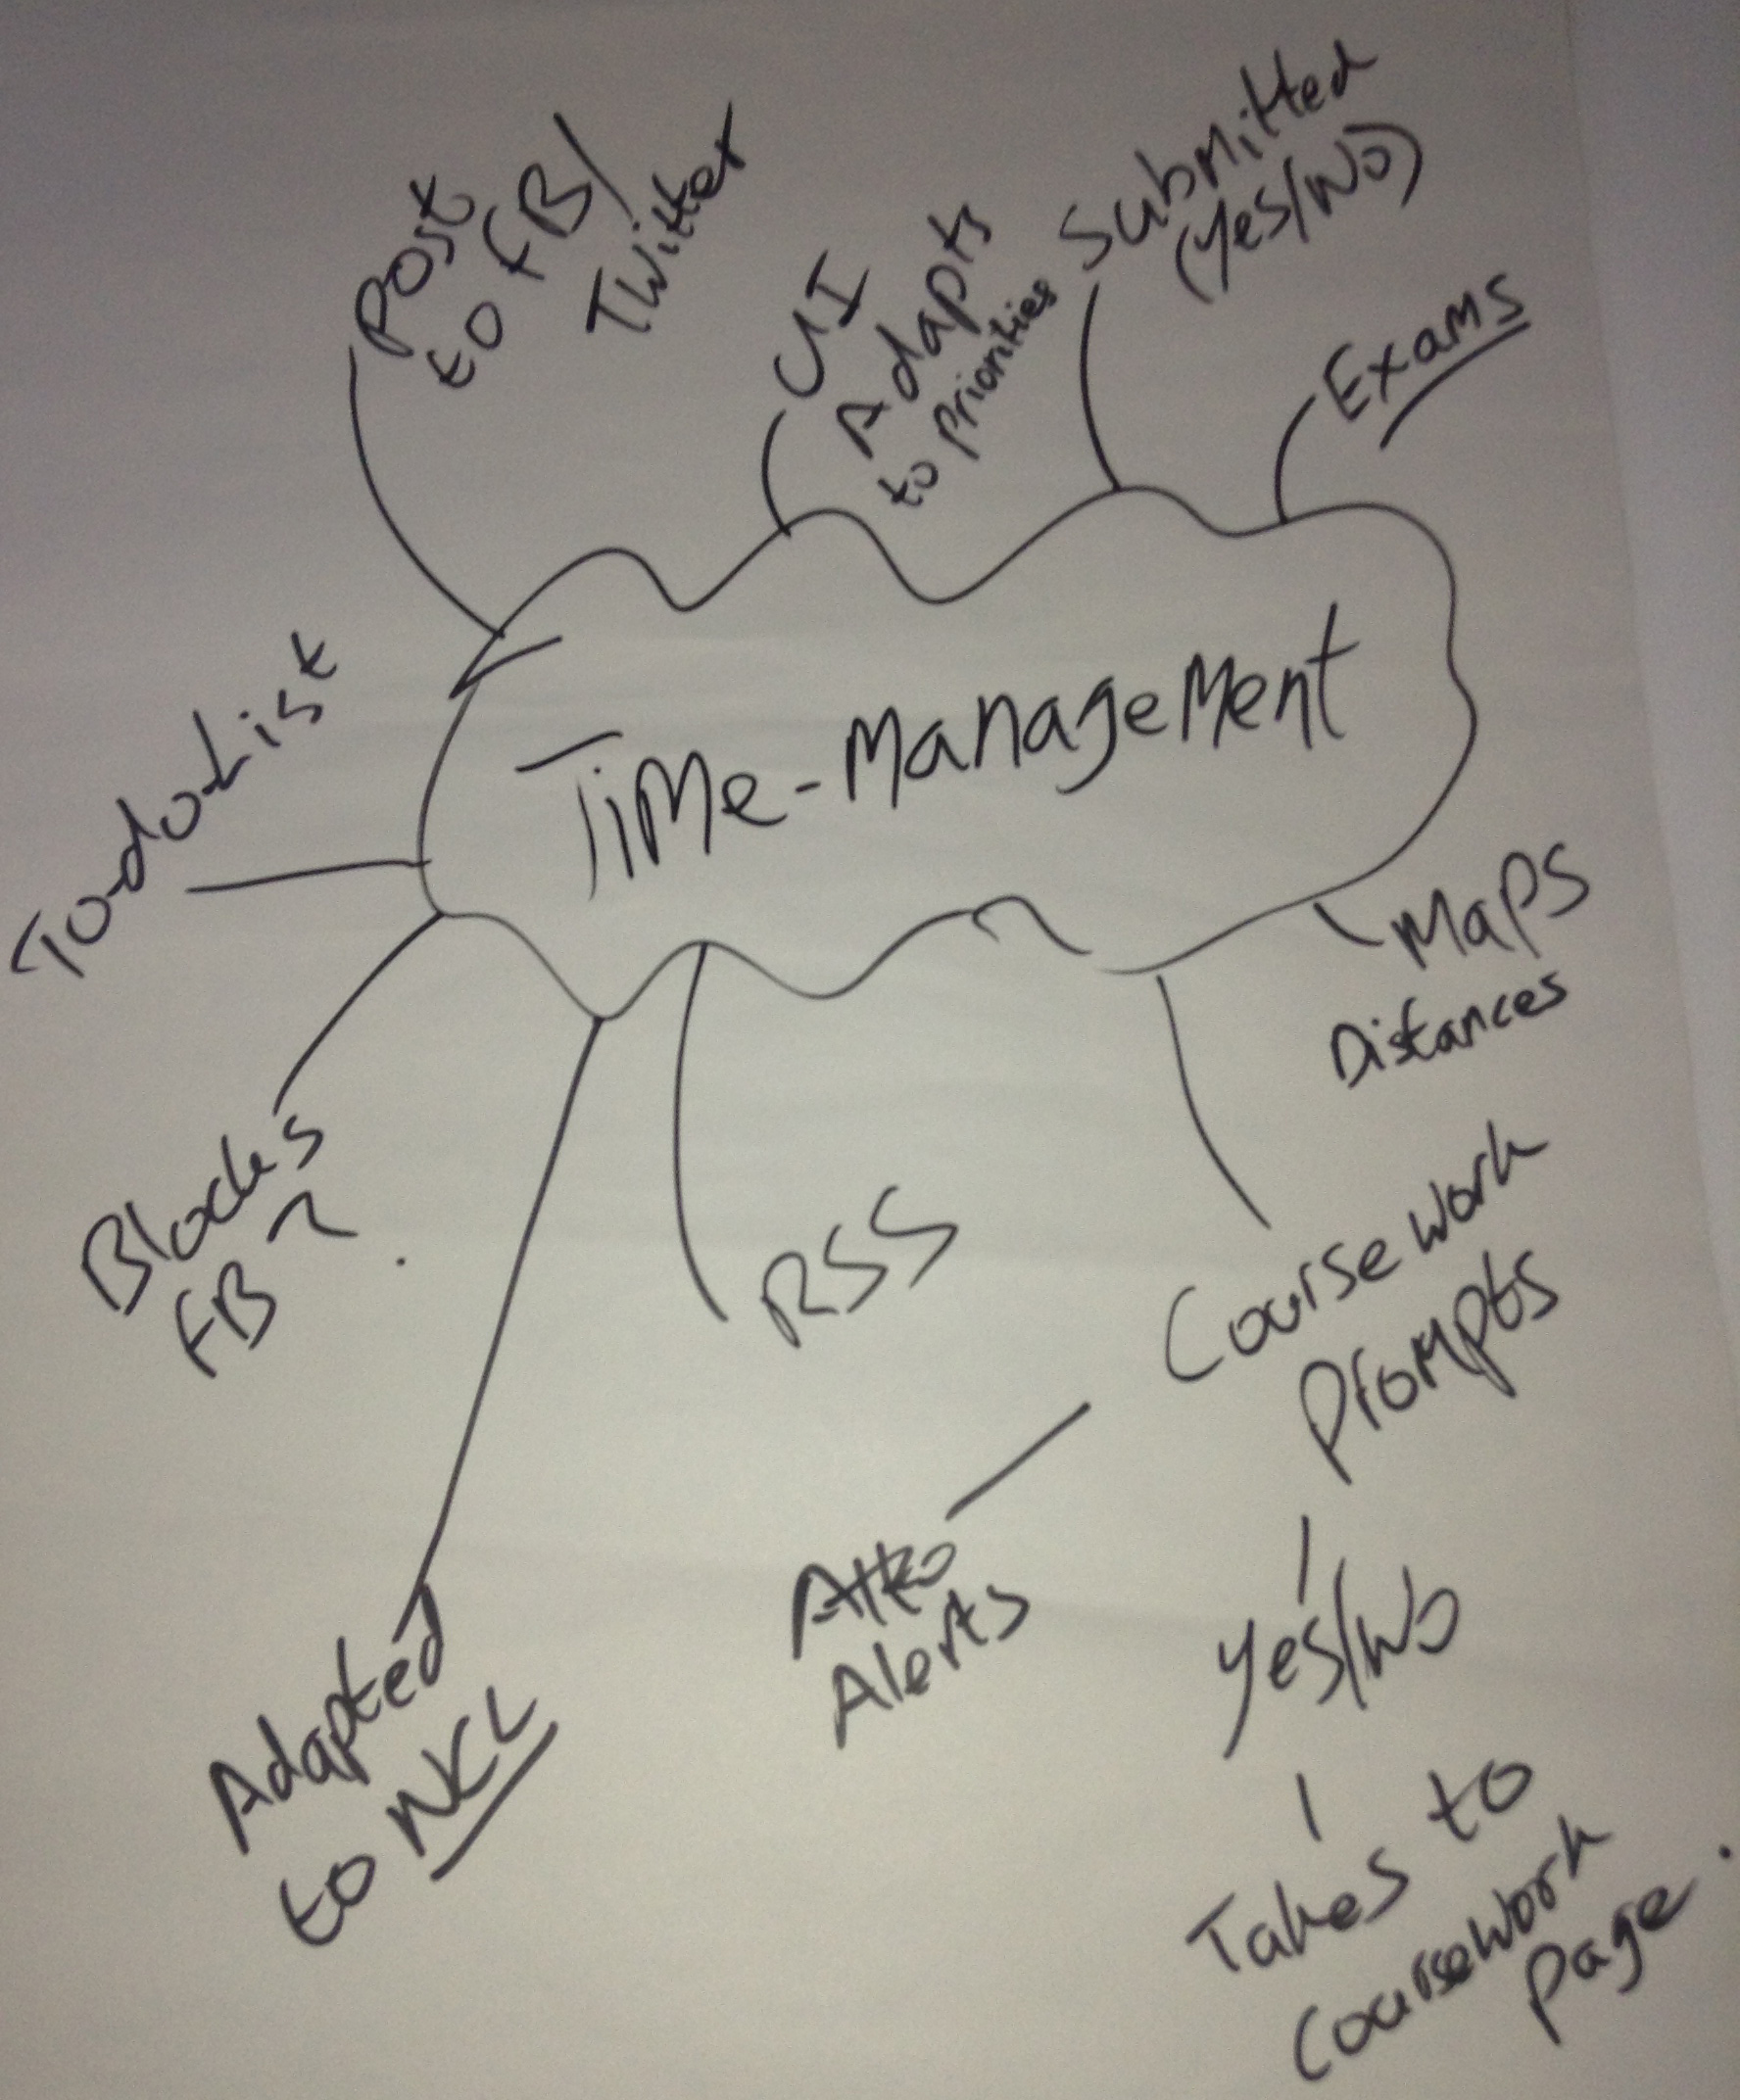 Post
to FB/
Twitter
UI
Adapts
to priorities
Submitted
(Yes/No)
Exams
Time-Management
To-do-List
Maps
Distances
Blocks
FB ?
RSS
Coursework
Prompts
Alerts
Yes/No
Adapted
to NCL
Takes to
Coursework
page.